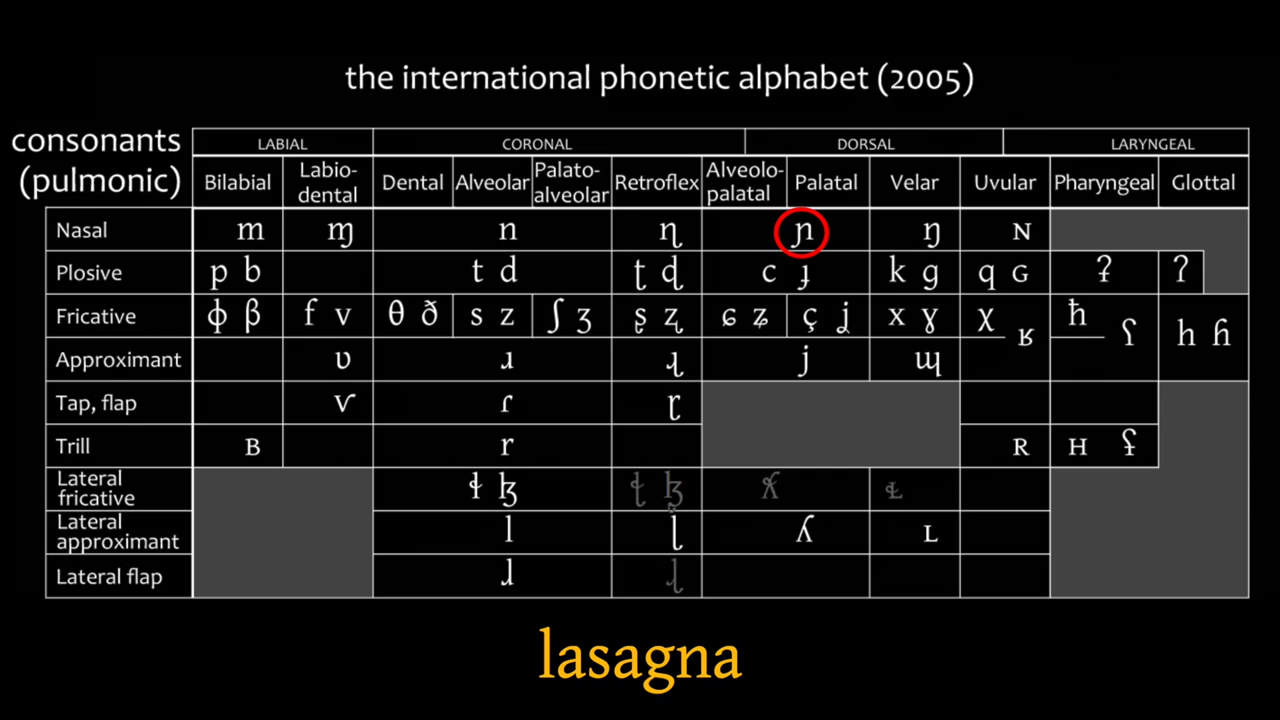 the international phonetic alphabet (2005)
consonants
(pulmonic)
LABIAL CORONAL DORSAL LARYNGEAL
Bilabial Labio-dental Dental Alveolar Palato-alveolar Retroflex Alveolo-palatal Palatal Velar Uvular Pharyngeal Glottal
Nasal m ɱ n ɳ ɲ ŋ ɴ
Plosive p b t d ʈ ɖ c ɟ k g q ɢ ʡ ʔ
Fricative ɸ β f v θ ð s z ʃ ʒ ʂ ʐ ɕ ʑ ç ʝ x ɣ χ ʁ ħ ʕ h ɦ
Approximant ʋ ɹ ɻ j ɰ
Tap, flap ⱱ ɾ ɽ
Trill ʙ r ʀ ʜ ʢ
Lateral fricative ɬ ɮ
Lateral approximant l ɭ ʎ ʟ
Lateral flap ɺ
lasagna